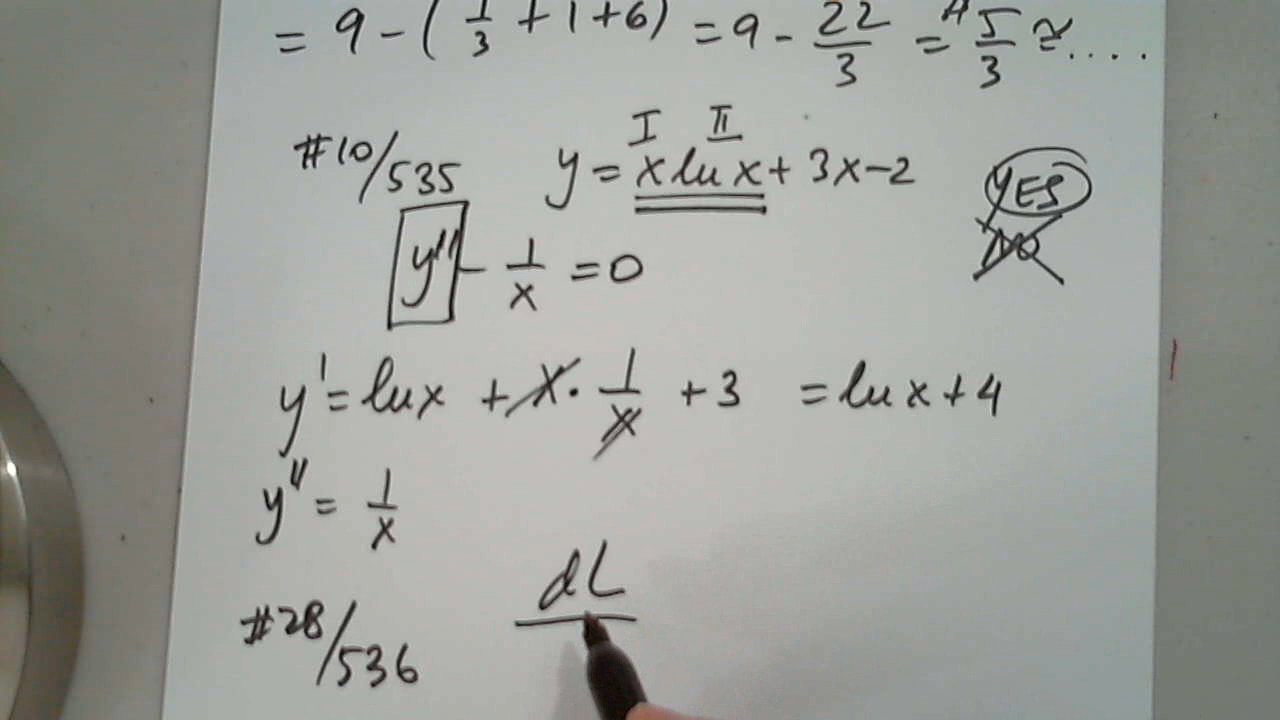 = 9 - ( 1/3 + 1 + 6) = 9 - 22/3 = 5/3 ≈ ....
I II
#10/535 y = x ln x + 3x - 2 YES
NO
y'' - 1/x = 0
y' = ln x + x · 1/x + 3 = ln x + 4
y'' = 1/x
dL
#28/536